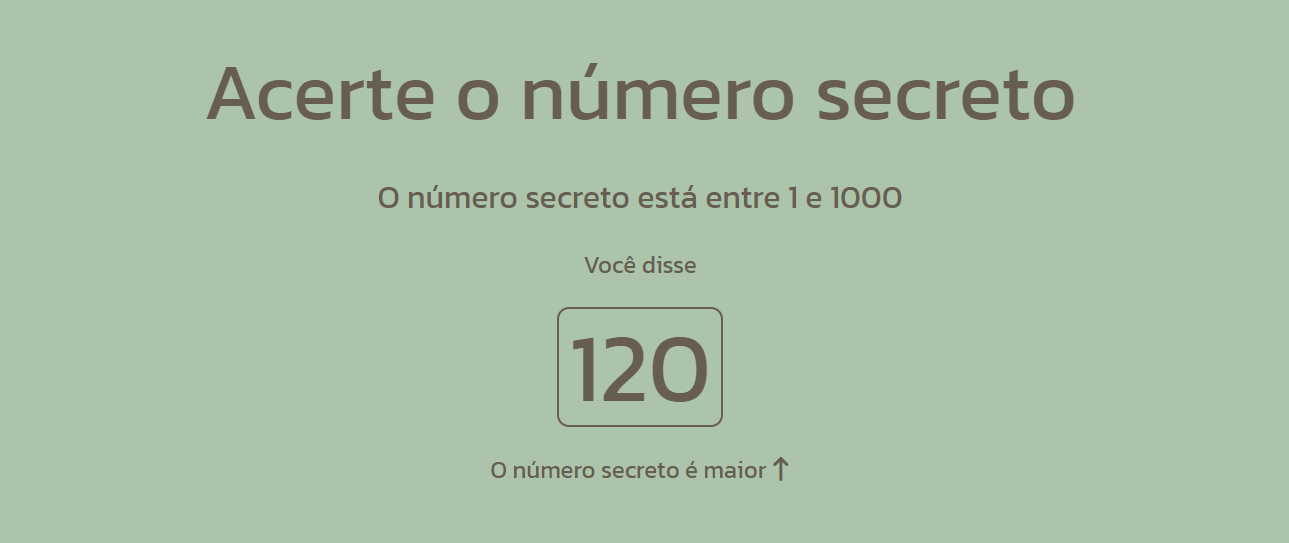 Acerte o número secreto
O número secreto está entre 1 e 1000
Você disse
120
O número secreto é maior ↑